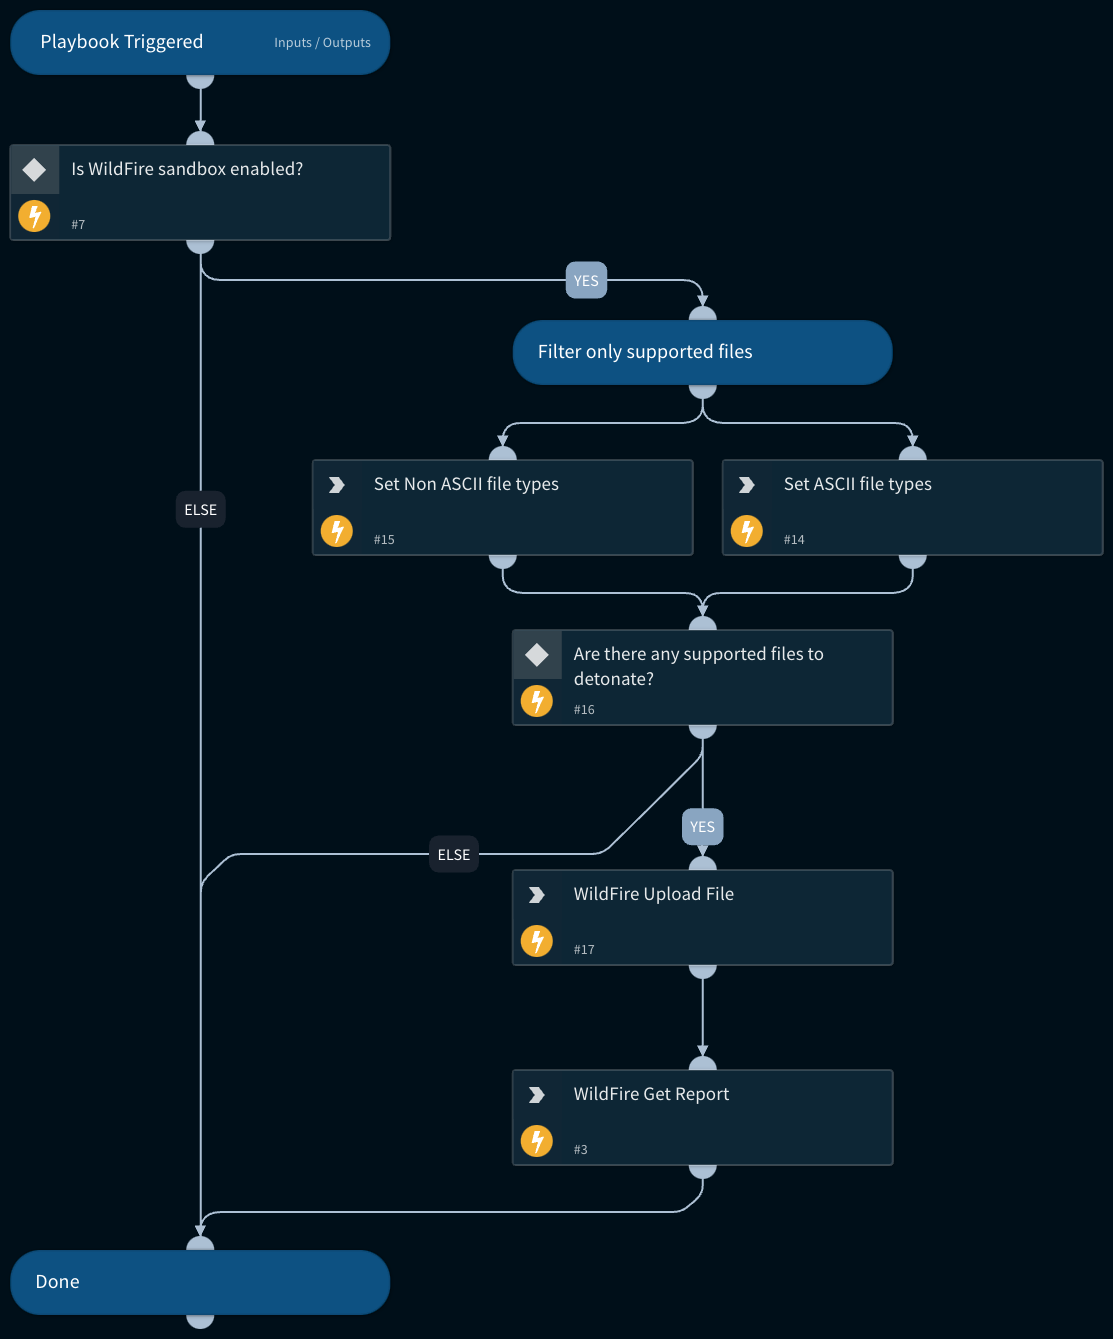 Playbook Triggered
Inputs / Outputs
Is WildFire sandbox enabled?
#7
YES
Filter only supported files
ELSE
Set Non ASCII file types
#15
Set ASCII file types
#14
Are there any supported files to
detonate?
#16
YES
ELSE
WildFire Upload File
#17
WildFire Get Report
#3
Done